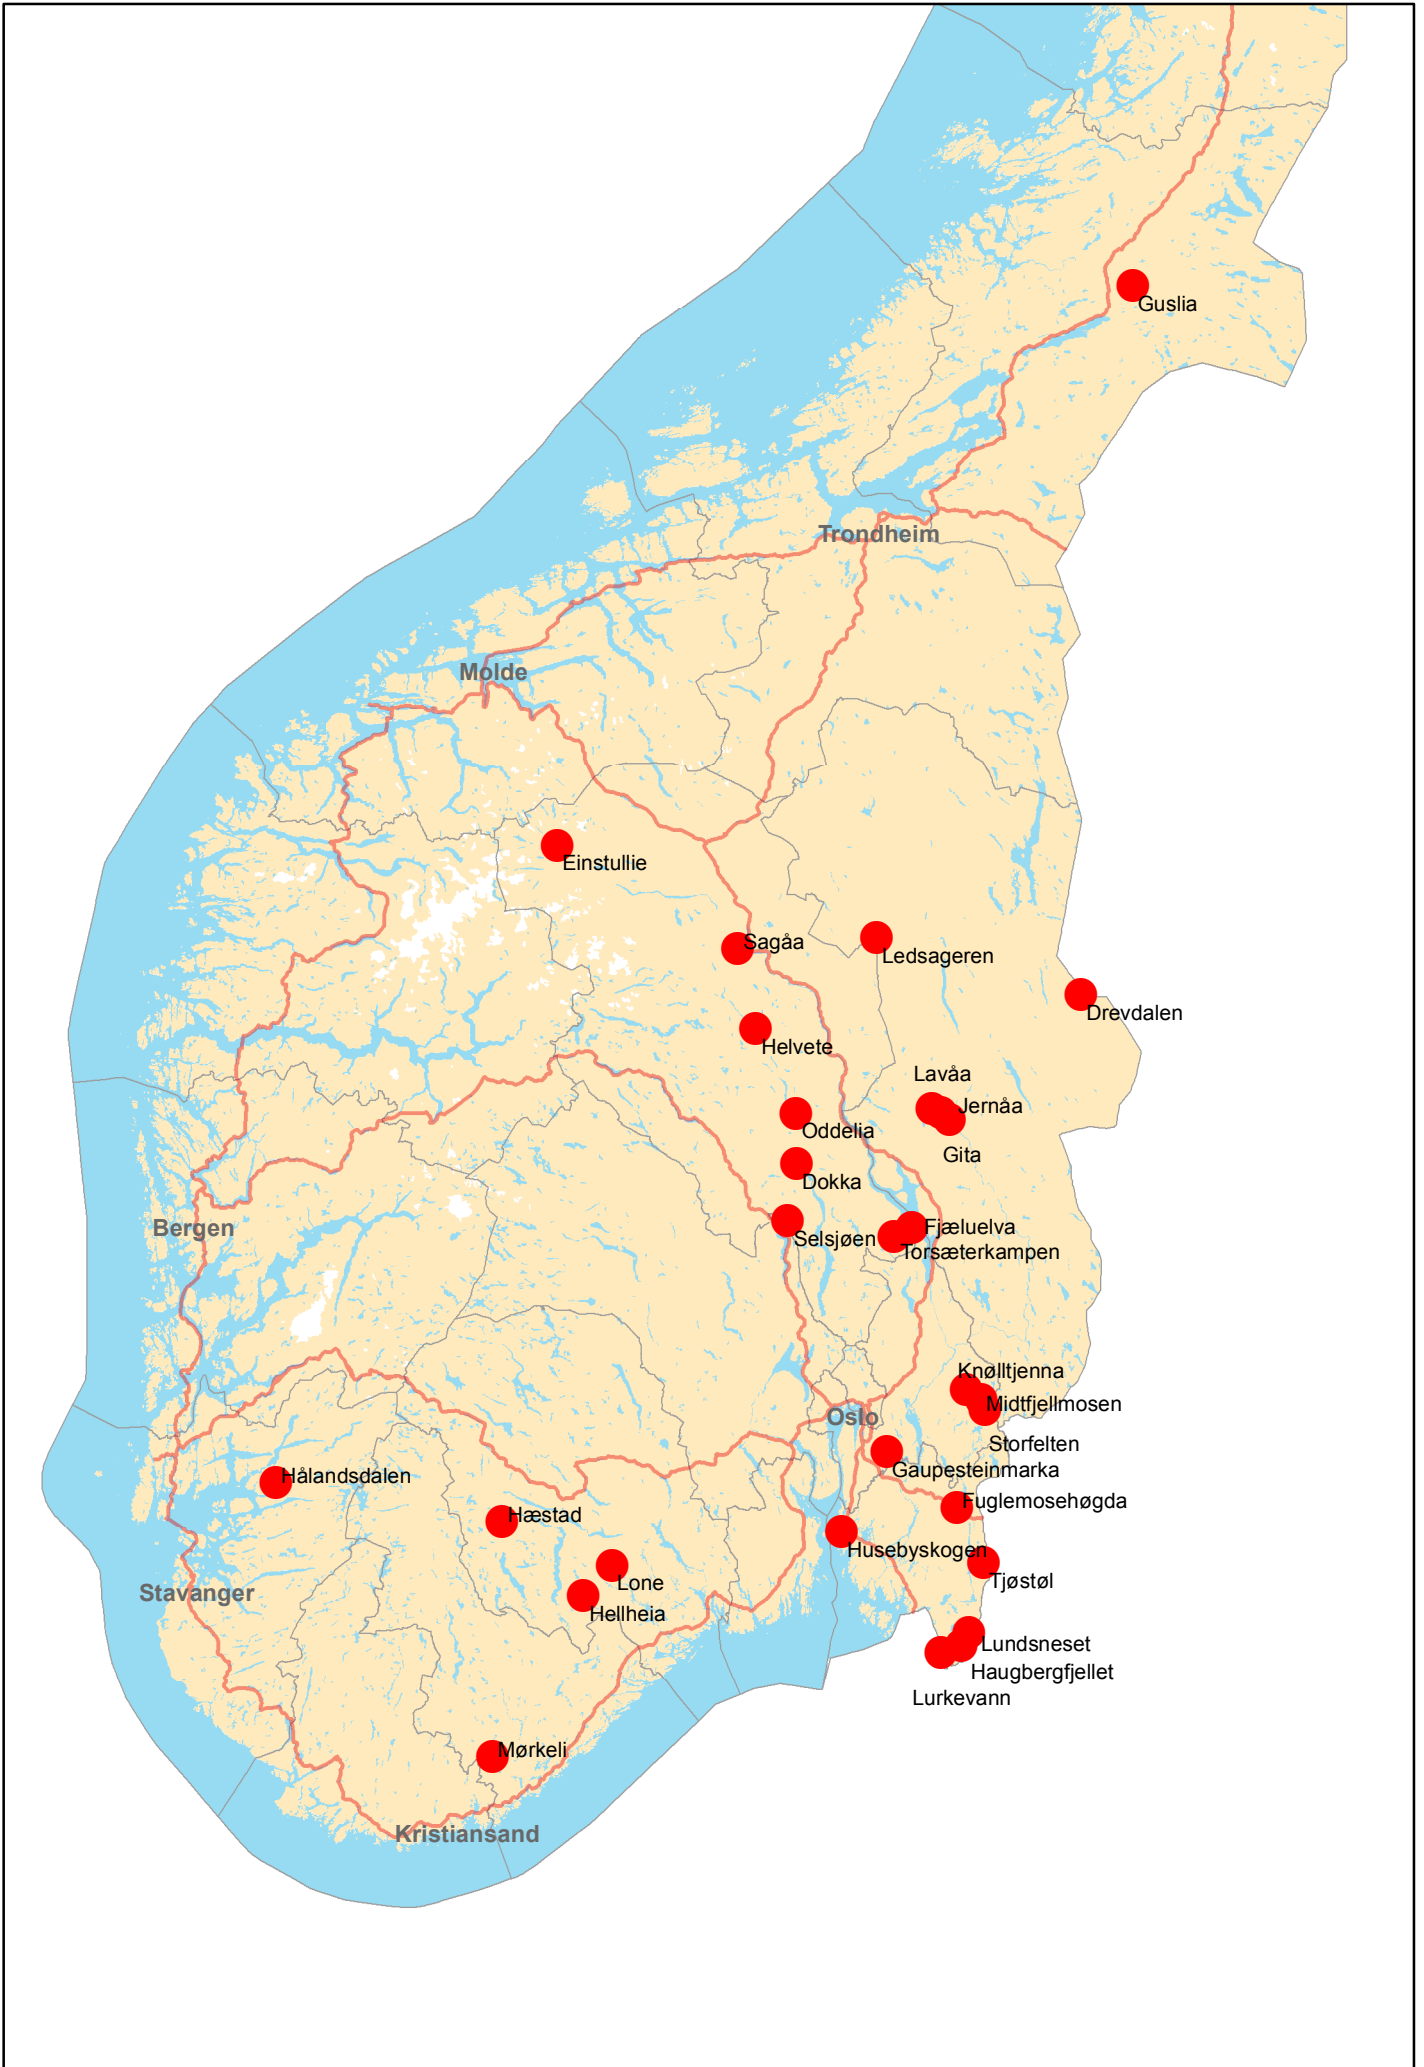 Guslia
Trondheim
Molde
Einstullie
Sagåa
Ledsageren
Drevdalen
Helvete
Lavåa
Jernåa
Oddelia
Gita
Dokka
Bergen
Fjæluelva
Selsjøen
Torsæterkampen
Knølltjenna
Midtfjellmosen
Oslo
Storfelten
Gaupesteinmarka
Hålandsdalen
Fuglemosehøgda
Hæstad
Husebyskogen
Tjøstøl
Lone
Stavanger
Hellheia
Lundsneset
Haugbergfjellet
Lurkevann
Mørkeli
Kristiansand